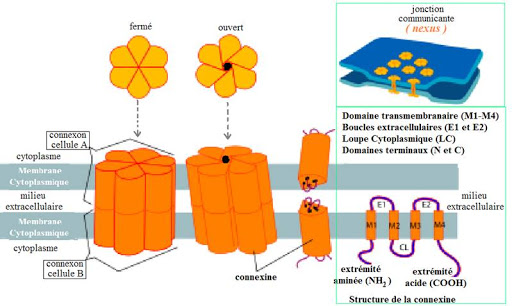 fermé
ouvert
jonction
communicante
( nexus )
connexon
cellule A
cytoplasme
Membrane
Cytoplasmique
milieu
extracellulaire
Membrane
Cytoplasmique
cytoplasme
connexon
cellule B
connexine
Domaine transmembranaire (M1-M4)
Boucles extracellulaires (E1 et E2)
Loupe Cytoplasmique (LC)
Domaines terminaux (N et C)
milieu
extracellulaire
E1
E2
M1
M2
M3
M4
CL
extrémité
aminée (NH2)
extrémité
acide (COOH)
Structure de la connexine